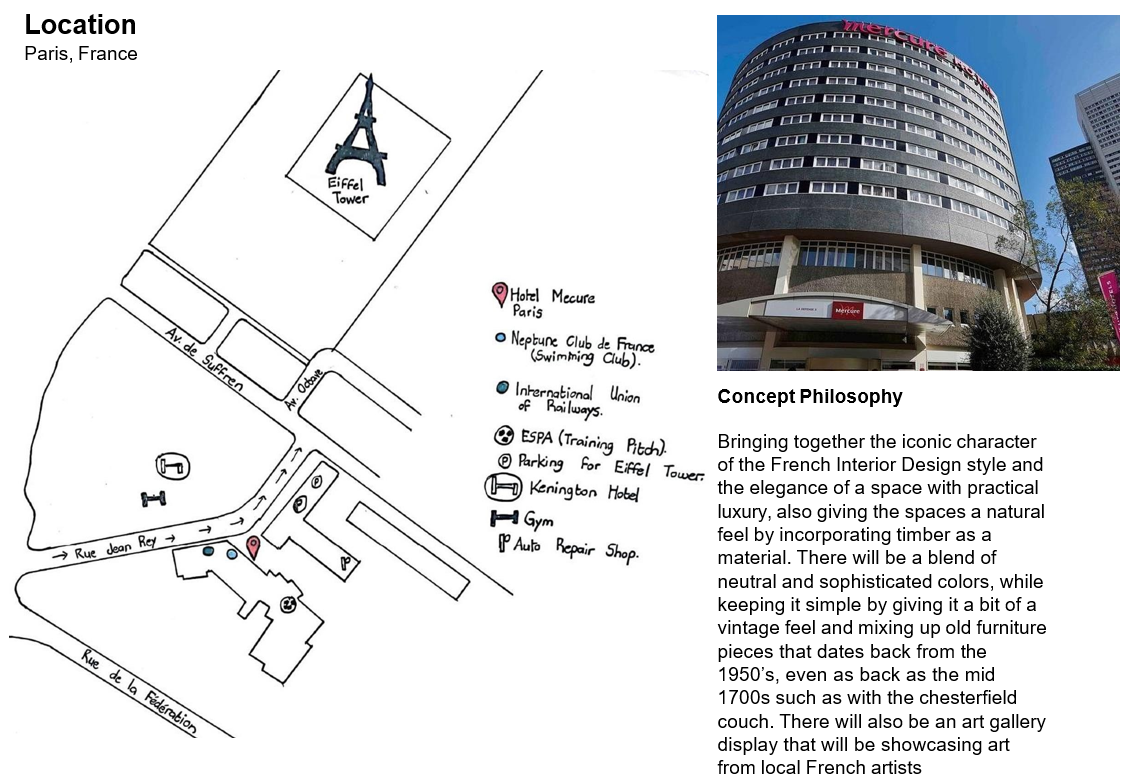 Location
Paris, France
Eiffel
Tower
Av. de Suffren
Av. Octave
Rue Jean Rey
Rue de la Fédération
Hotel Mecure
Paris
Neptune Club de France
(Swimming Club).
International Union
of Railways.
ESPA (Training Pitch).
P Parking for Eiffel Tower.
Kenington Hotel
Gym
Auto Repair Shop.
P
P
mercure
Mercure
Concept Philosophy
Bringing together the iconic character
of the French Interior Design style and
the elegance of a space with practical
luxury, also giving the spaces a natural
feel by incorporating timber as a
material. There will be a blend of
neutral and sophisticated colors, while
keeping it simple by giving it a bit of a
vintage feel and mixing up old furniture
pieces that dates back from the
1950's, even as back as the mid
1700s such as with the chesterfield
couch. There will also be an art gallery
display that will be showcasing art
from local French artists